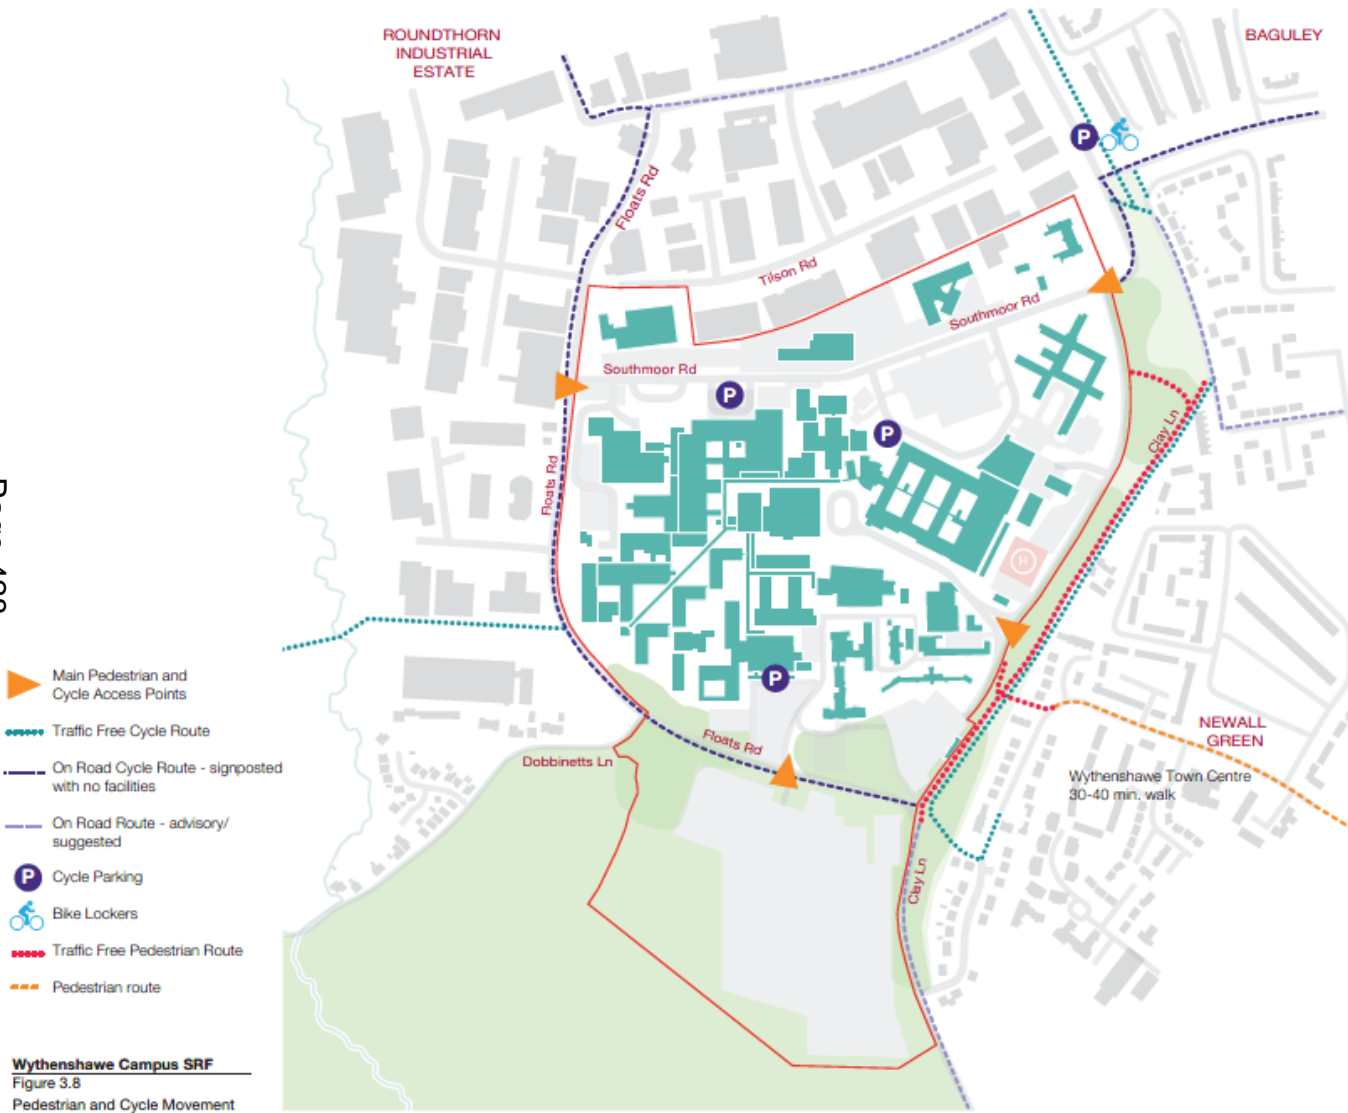 ROUNDTHORN
INDUSTRIAL
ESTATE
BAGULEY
P
Floats Rd
Tilson Rd
Southmoor Rd
Southmoor Rd
P
P
Clay Ln
Floats Rd
H
P
NEWALL
GREEN
Floats Rd
Dobbinetts Ln
Wythenshawe Town Centre
30-40 min. walk
Clay Ln
Main Pedestrian and
Cycle Access Points
Traffic Free Cycle Route
On Road Cycle Route - signposted
with no facilities
On Road Route - advisory/
suggested
P
Cycle Parking
Bike Lockers
Traffic Free Pedestrian Route
Pedestrian route
Wythenshawe Campus SRF
Figure 3.8
Pedestrian and Cycle Movement